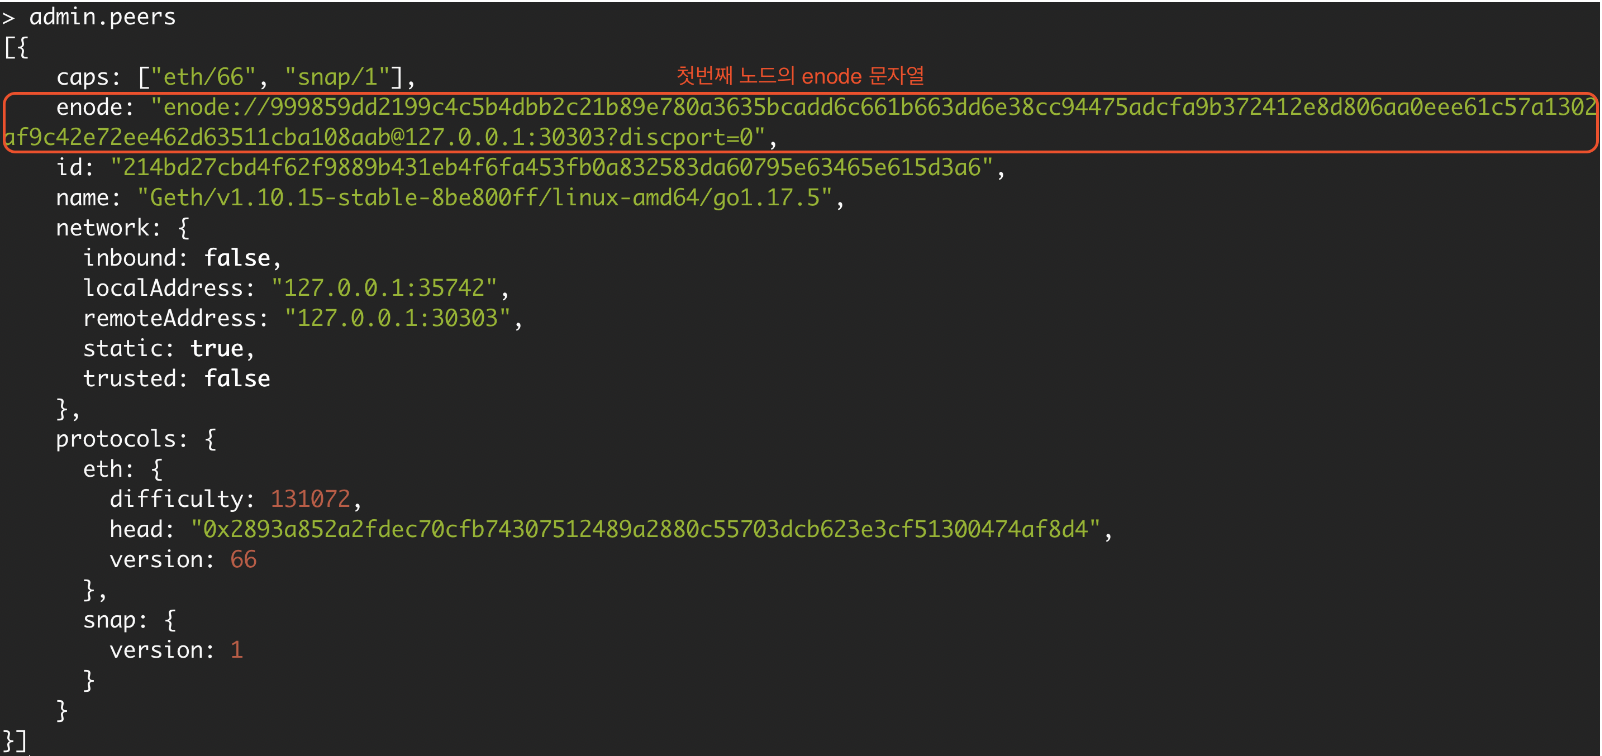 > admin.peers
[{
    caps: ["eth/66", "snap/1"],
첫번째 노드의 enode 문자열
    enode: "enode://999859dd2199c4c5b4dbb2c21b89e780a3635bcadd6c661b663dd6e38cc94475adcfa9b372412e8d806aa0eee61c57a1302
af9c42e72ee462d63511cba108aab@127.0.0.1:30303?discport=0",
    id: "214bd27cbd4f62f9889b431eb4f6fa453fb0a832583da60795e63465e615d3a6",
    name: "Geth/v1.10.15-stable-8be800ff/linux-amd64/go1.17.5",
    network: {
      inbound: false,
      localAddress: "127.0.0.1:35742",
      remoteAddress: "127.0.0.1:30303",
      static: true,
      trusted: false
    },
    protocols: {
      eth: {
        difficulty: 131072,
        head: "0x2893a852a2fdec70cfb74307512489a2880c55703dcb623e3cf51300474af8d4",
        version: 66
      },
      snap: {
        version: 1
      }
    }
}]